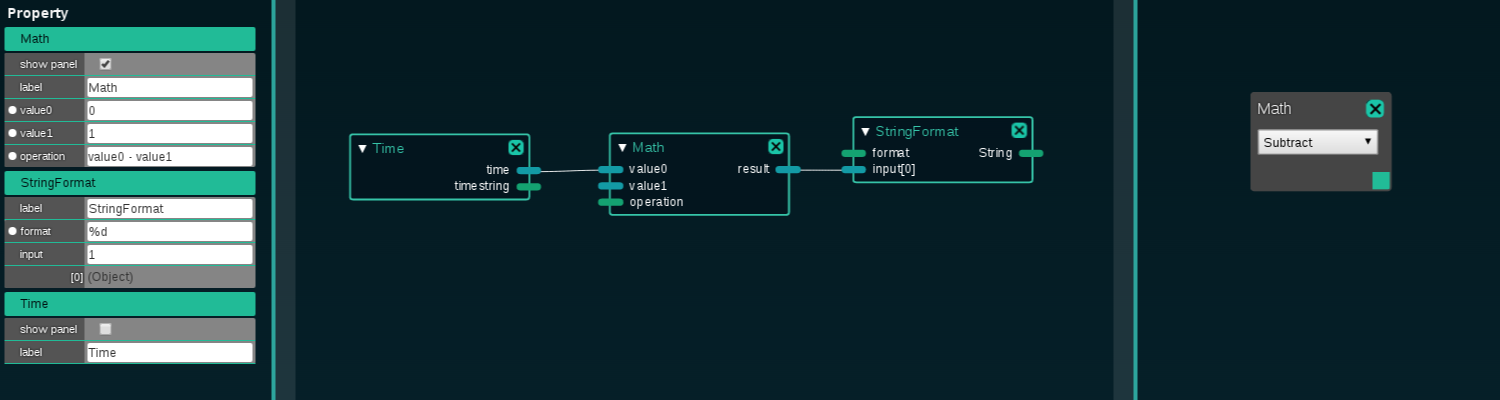 Property
Math
show panel
label Math
value0 0
value1 1
operation value0 - value1
StringFormat
label StringFormat
format %d
input 1
[0] (Object)
Time
show panel
label Time
Time
time
timestring
Math
value0 result
value1
operation
StringFormat
format String
input[0]
Math
Subtract